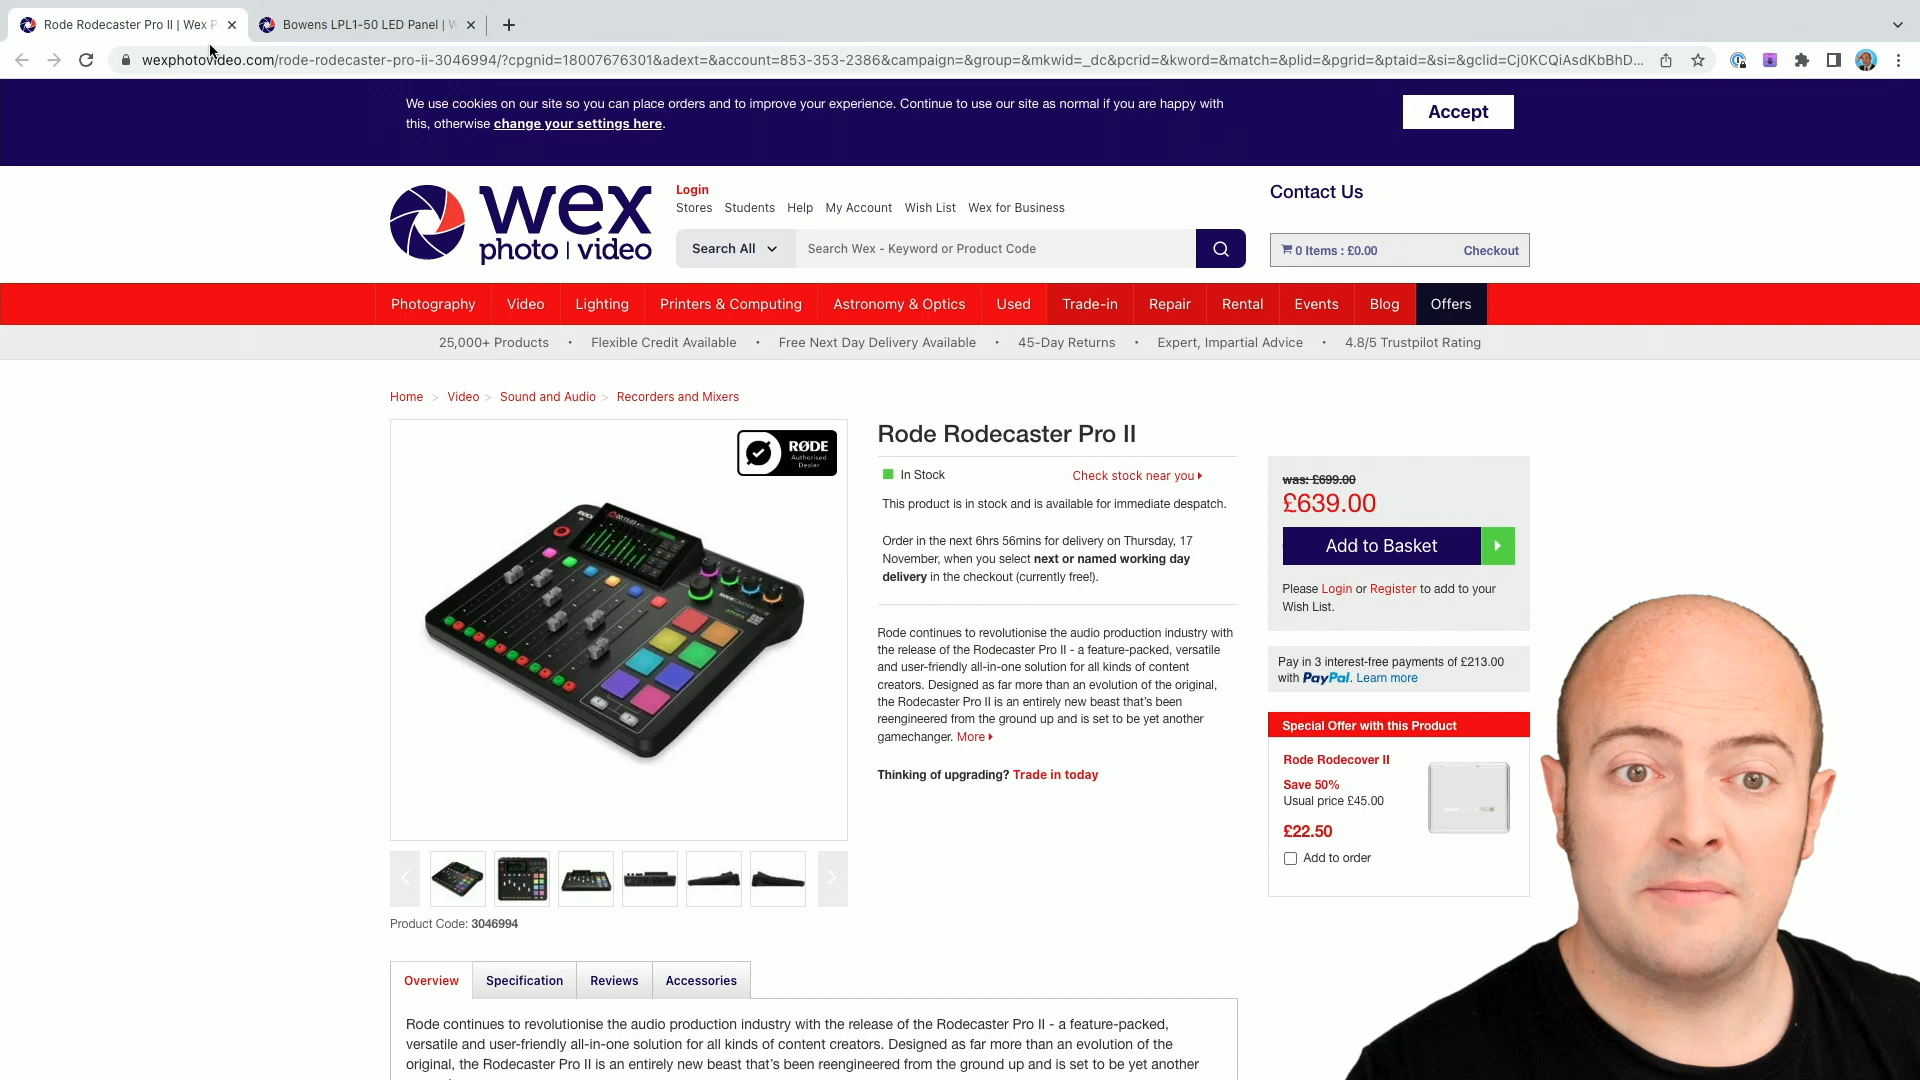 Rode Rodecaster Pro II | Wex P
Bowens LPL1-50 LED Panel | W
wexphotovideo.com/rode-rodecaster-pro-ii-3046994/?cpgnid=18007676301&adext=&account=853-353-2386&campaign=&group=&mkwid=_dc&pcrid=&kword=&match=&plid=&pgrid=&ptaid=&si=&gclid=Cj0KCQiAsdKbBhD...
We use cookies on our site so you can place orders and to improve your experience. Continue to use our site as normal if you are happy with
this, otherwise change your settings here.
Accept
wex
photo | video
Login
Stores Students Help My Account Wish List Wex for Business
Contact Us
Search All
Search Wex - Keyword or Product Code
0 Items : £0.00
Checkout
Photography Video Lighting Printers & Computing Astronomy & Optics Used Trade-in Repair Rental Events Blog Offers
25,000+ Products • Flexible Credit Available • Free Next Day Delivery Available • 45-Day Returns • Expert, Impartial Advice • 4.8/5 Trustpilot Rating
Home > Video > Sound and Audio > Recorders and Mixers
RØDE
Authorised
Dealer
Rode Rodecaster Pro II
In Stock
Check stock near you
This product is in stock and is available for immediate despatch.
Order in the next 6hrs 56mins for delivery on Thursday, 17
November, when you select next or named working day
delivery in the checkout (currently free!).
Rode continues to revolutionise the audio production industry with
the release of the Rodecaster Pro II - a feature-packed, versatile
and user-friendly all-in-one solution for all kinds of content
creators. Designed as far more than an evolution of the original,
the Rodecaster Pro II is an entirely new beast that's been
reengineered from the ground up and is set to be yet another
gamechanger. More
Thinking of upgrading? Trade in today
was: £699.00
£639.00
Add to Basket
Please Login or Register to add to your
Wish List.
Pay in 3 interest-free payments of £213.00
with PayPal. Learn more
Special Offer with this Product
Rode Rodecover II
Save 50%
Usual price £45.00
£22.50
Add to order
Product Code: 3046994
Overview Specification Reviews Accessories
Rode continues to revolutionise the audio production industry with the release of the Rodecaster Pro II - a feature-packed,
versatile and user-friendly all-in-one solution for all kinds of content creators. Designed as far more than an evolution of the
original, the Rodecaster Pro II is an entirely new beast that's been reengineered from the ground up and is set to be yet another